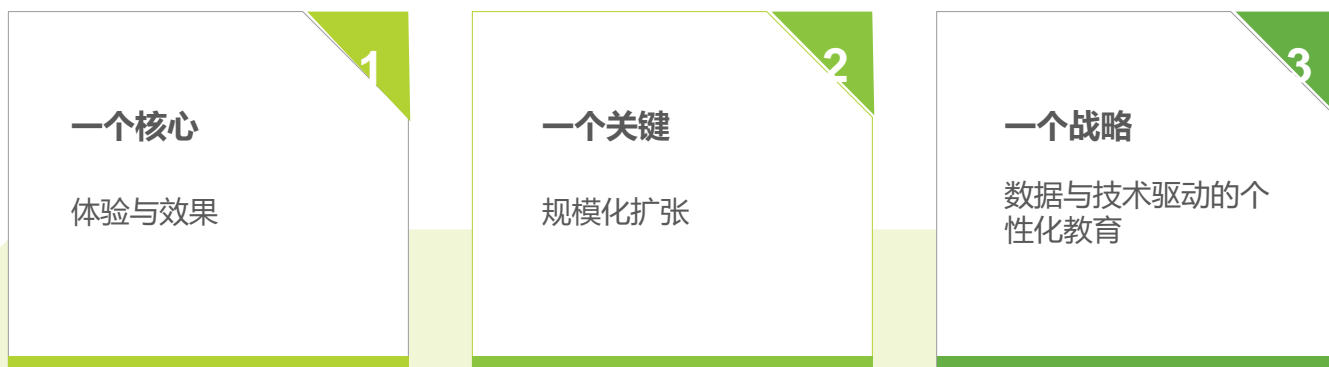 1
一个核心
体验与效果
2
一个关键
规模化扩张
3
一个战略
数据与技术驱动的个
性化教育